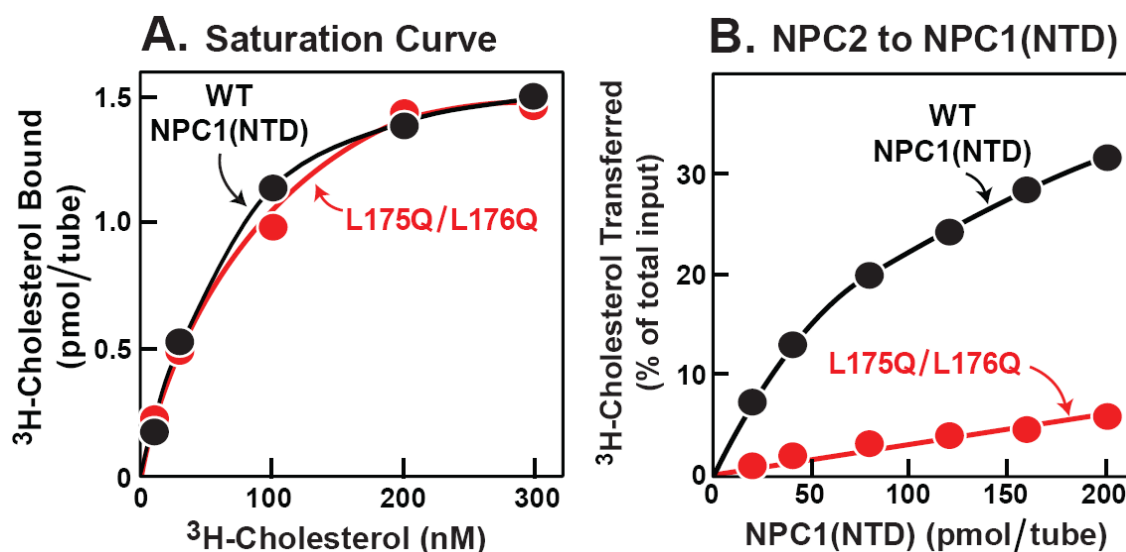 A. Saturation Curve
³H-Cholesterol Bound
(pmol/tube)
1.5
1.0
0.5
0
WT
NPC1(NTD)
L175Q/L176Q
0
100
200
300
³H-Cholesterol (nM)
B. NPC2 to NPC1(NTD)
³H-Cholesterol Transferred
(% of total input)
30
20
10
0
WT
NPC1(NTD)
L175Q/L176Q
0
50
100
150
200
NPC1(NTD) (pmol/tube)